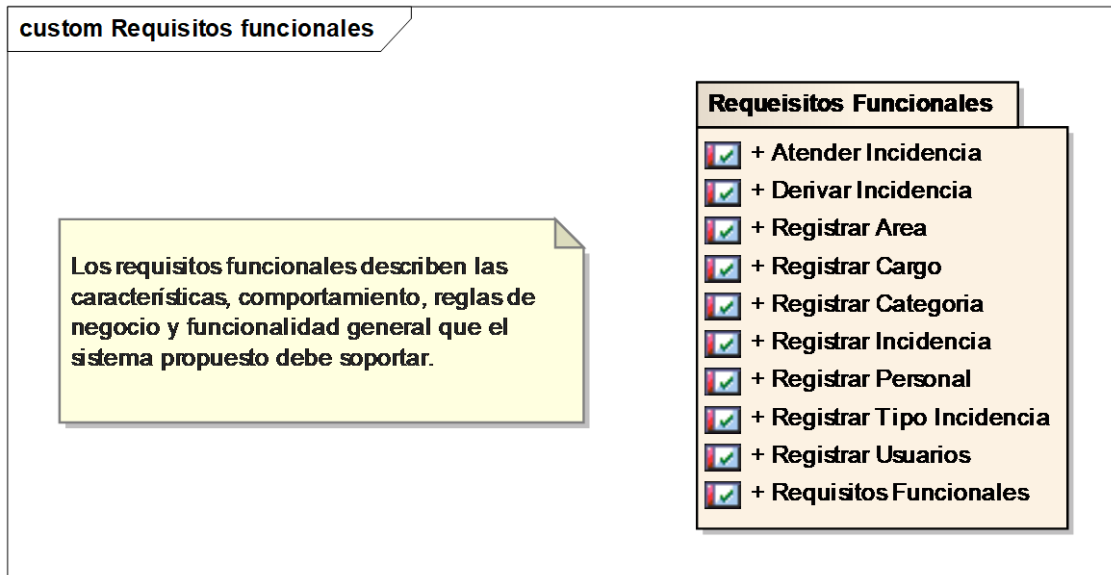 custom Requisitos funcionales
Requeisitos Funcionales
+ Atender Incidencia
+ Derivar Incidencia
+ Registrar Area
+ Registrar Cargo
+ Registrar Categoria
+ Registrar Incidencia
+ Registrar Personal
+ Registrar Tipo Incidencia
+ Registrar Usuarios
+ Requisitos Funcionales
Los requisitos funcionales describen las
características, comportamiento, reglas de
negocio y funcionalidad general que el
sistema propuesto debe soportar.